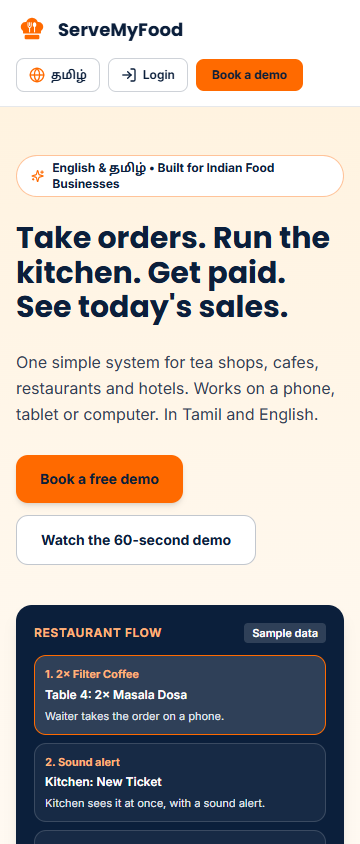 ServeMyFood
தமிழ்
Login
Book a demo
English & தமிழ் • Built for Indian Food
Businesses
Take orders. Run the
kitchen. Get paid.
See today's sales.
One simple system for tea shops, cafes,
restaurants and hotels. Works on a phone,
tablet or computer. In Tamil and English.
Book a free demo
Watch the 60-second demo
RESTAURANT FLOW
Sample data
1. 2× Filter Coffee
Table 4: 2× Masala Dosa
Waiter takes the order on a phone.
2. Sound alert
Kitchen: New Ticket
Kitchen sees it at once, with a sound alert.